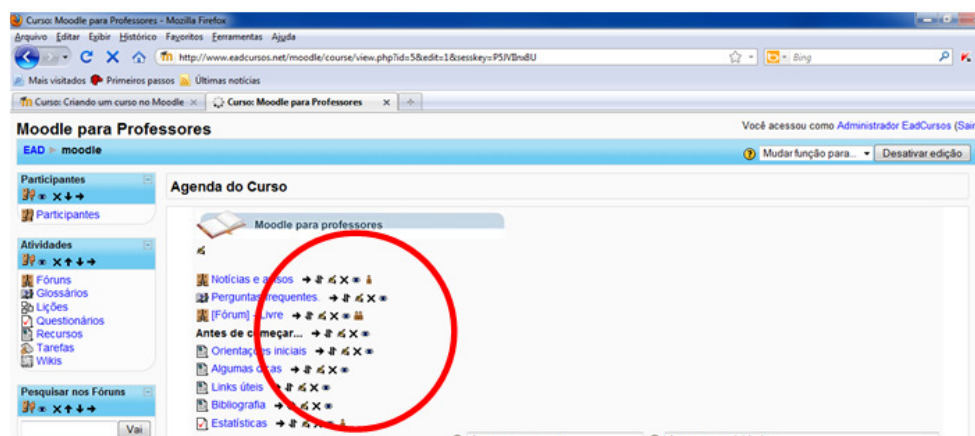 Curso: Moodle para Professores - Mozilla Firefox
Arquivo Editar Exibir Histórico Favoritos Ferramentas Ajuda
http://www.eadcursos.net/moodle/course/view.php?id=5&edit=1&sesskey= Bing
Mais visitados Primeiros passos Últimas notícias
Curso: Criando um curso no Moodle Curso: Moodle para Professores
Moodle para Professores Você acessou como Administrador EadCursos (Sair
EAD moodle Mudar função para... Desativar edição
Participantes
Participantes
Atividades
Fóruns
Glossários
Lições
Questionários
Recursos
Tarefas
Wikis
Pesquisar nos Fóruns
Vai
Agenda do Curso
Moodle para professores
Notícias e avisos
Perguntas frequentes.
[Fórum] - Livre
Antes de começar...
Orientações iniciais
Algumas dicas
Links úteis
Bibliografia
Estatísticas